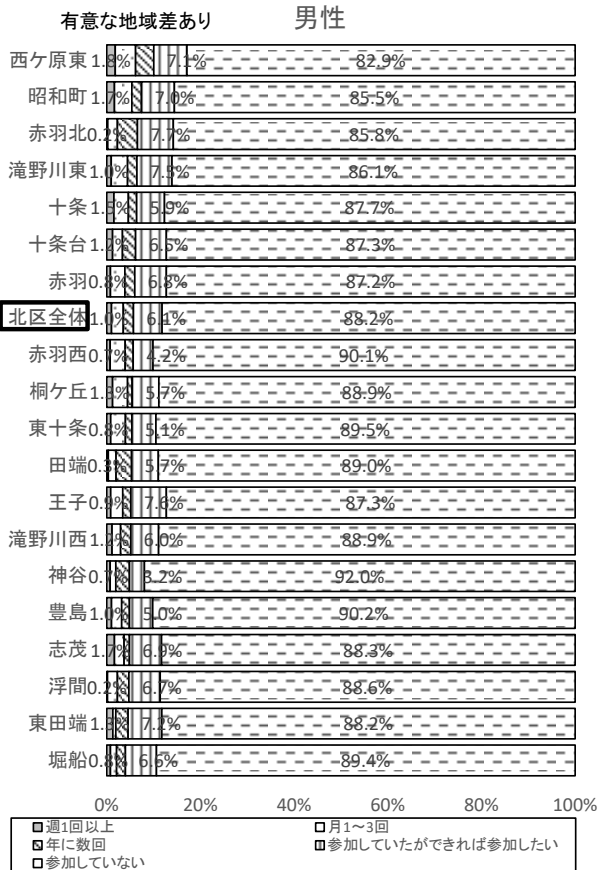 有意な地域差あり 男性
西ケ原東 1.8% 7.1% 82.9%
昭和町 1.7% 7.0% 85.5%
赤羽北 0.2% 7.7% 85.8%
滝野川東 1.0% 7.5% 86.1%
十条 5.9% 87.7%
十条台 6.5% 87.3%
赤羽 0.8% 6.8% 87.2%
北区全体 1.0% 6.1% 88.2%
赤羽西 0.7% 4.2% 90.1%
桐ケ丘 1.3% 5.7% 88.9%
東十条 0.8% 5.1% 89.5%
田端 0.3% 5.7% 89.0%
王子 0.9% 7.6% 87.3%
滝野川西 6.0% 88.9%
神谷 0.7% 3.2% 92.0%
豊島 1.0% 5.0% 90.2%
志茂 1.7% 6.9% 88.3%
浮間 0.2% 6.7% 88.6%
東田端 7.2% 88.2%
堀船 0.8% 6.6% 89.4%
0% 20% 40% 60% 80% 100%
週1回以上 月1～3回
年に数回 参加していたができれば参加したい
参加していない